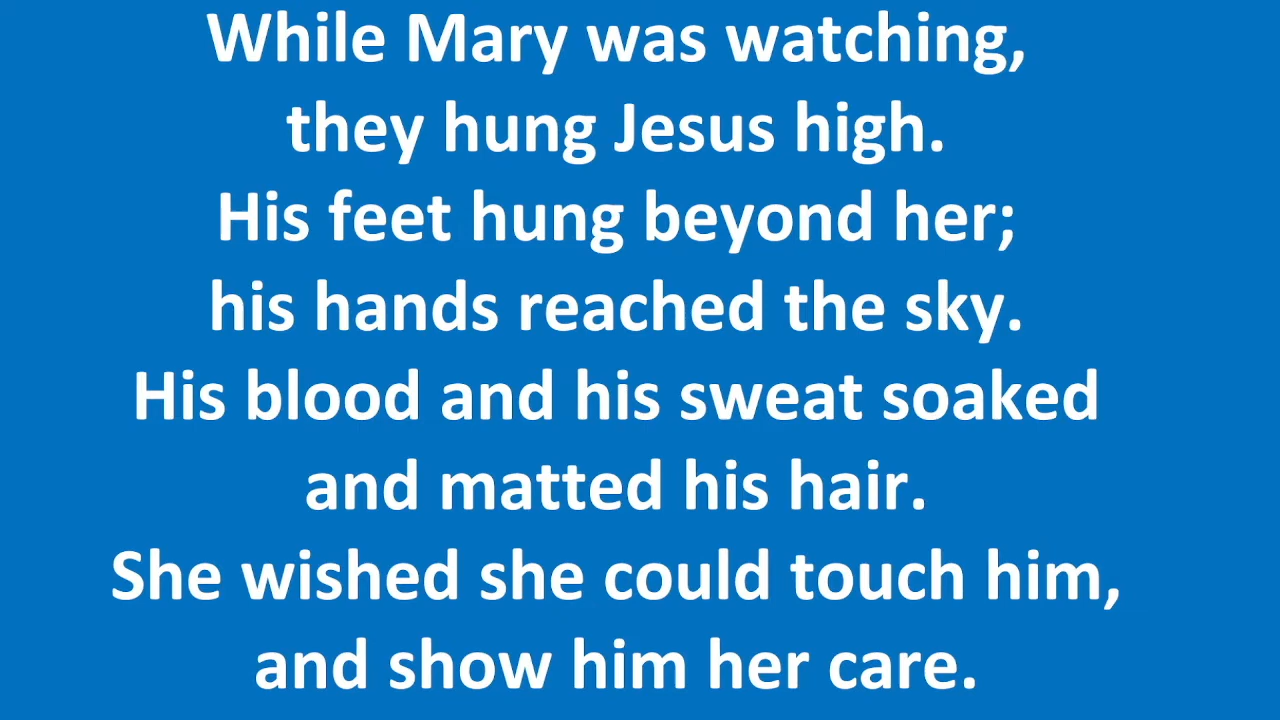 While Mary was watching,
they hung Jesus high.
His feet hung beyond her;
his hands reached the sky.
His blood and his sweat soaked
and matted his hair.
She wished she could touch him,
and show him her care.